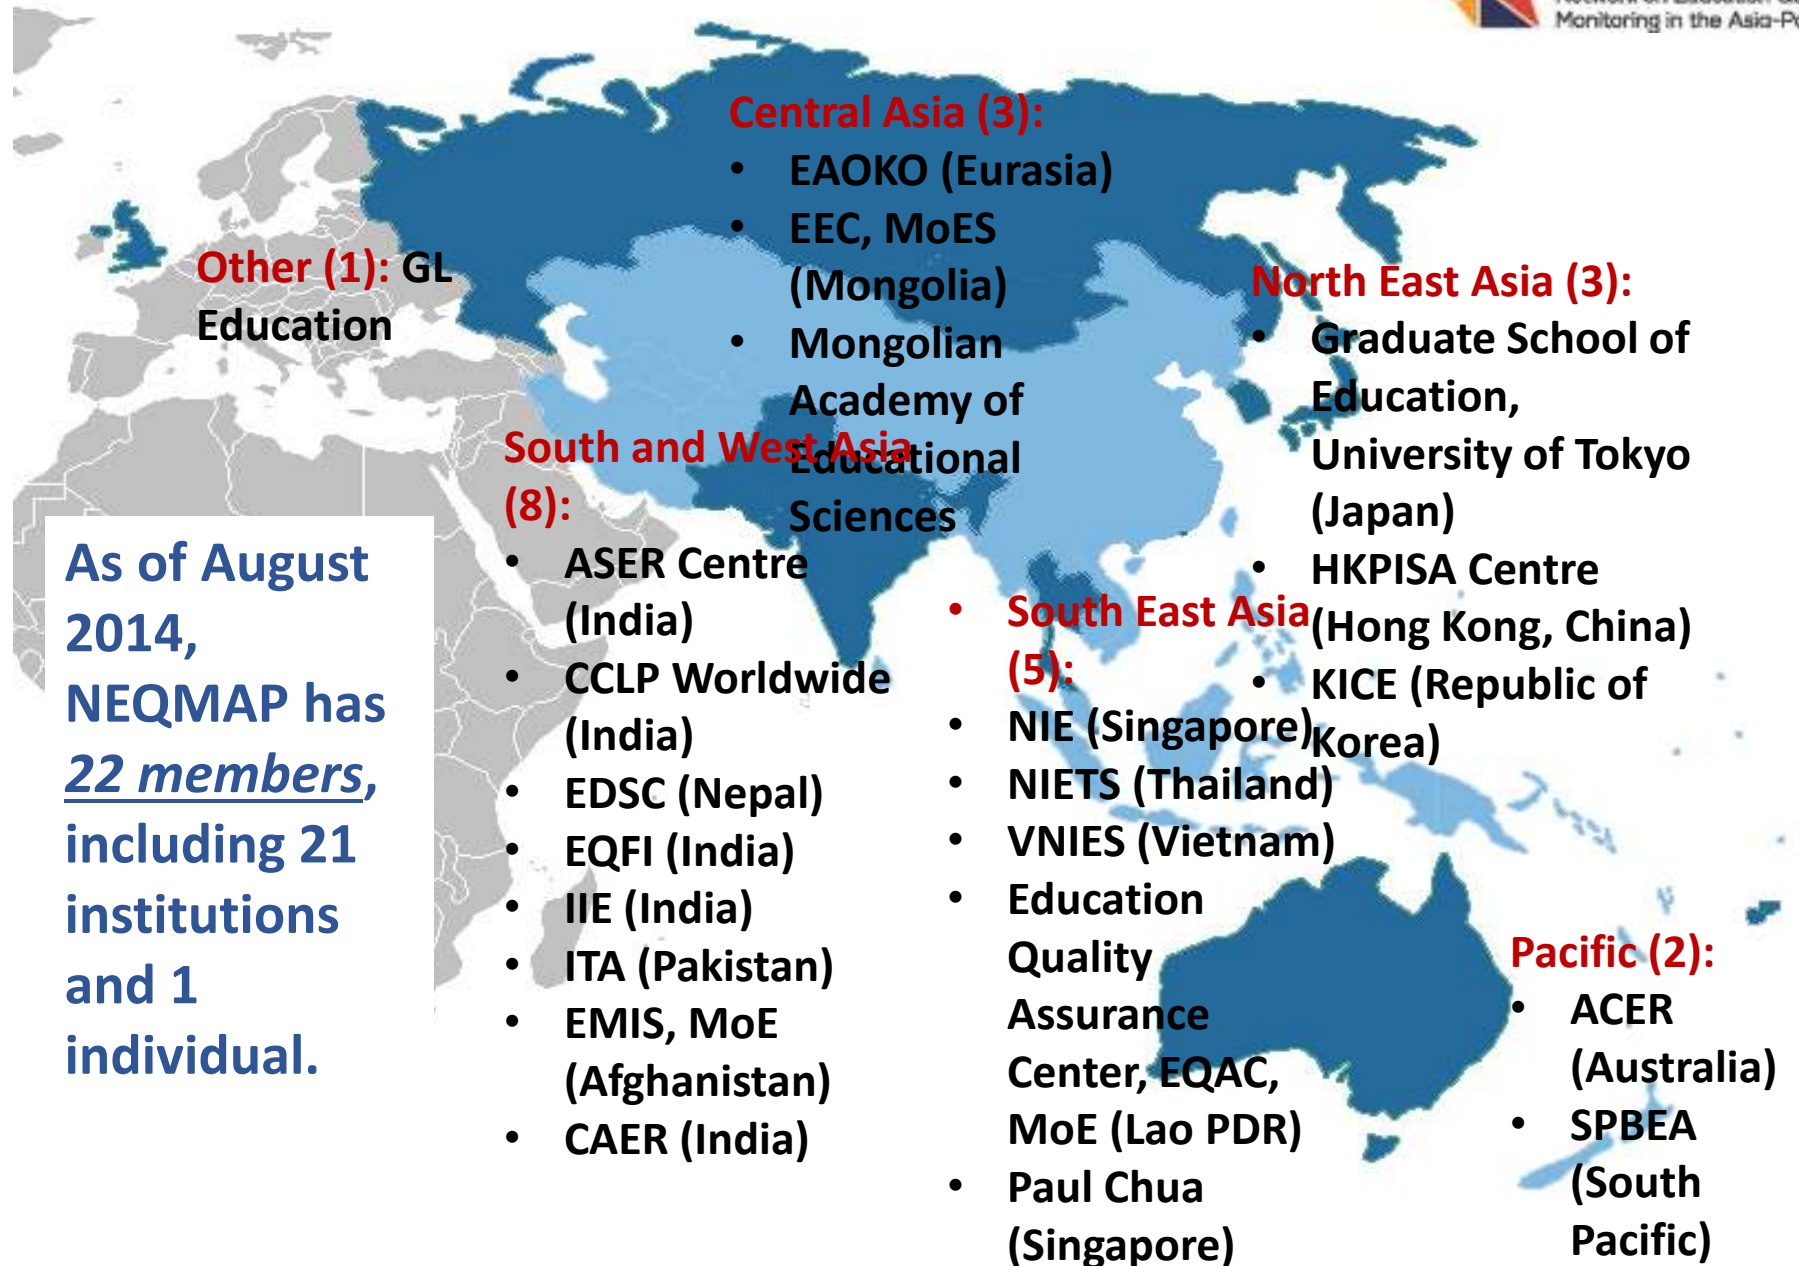 Monitoring in the Asia-Pa
Central Asia (3):
• EAOKO (Eurasia)
• EEC, MoES
(Mongolia)
• Mongolian
Academy of
Educational
Sciences
Other (1): GL
Education
North East Asia (3):
• Graduate School of
Education,
University of Tokyo
(Japan)
• HKPISA Centre
(Hong Kong, China)
• KICE (Republic of
Korea)
South and West Asia
(8):
• ASER Centre
(India)
• CCLP Worldwide
(India)
• EDSC (Nepal)
• EQFI (India)
• IIE (India)
• ITA (Pakistan)
• EMIS, MoE
(Afghanistan)
• CAER (India)
As of August
2014,
NEQMAP has
22 members,
including 21
institutions
and 1
individual.
• South East Asia
(5):
• NIE (Singapore)
• NIETS (Thailand)
• VNIES (Vietnam)
• Education
Quality
Assurance
Center, EQAC,
MoE (Lao PDR)
• Paul Chua
(Singapore)
Pacific (2):
• ACER
(Australia)
• SPBEA
(South
Pacific)